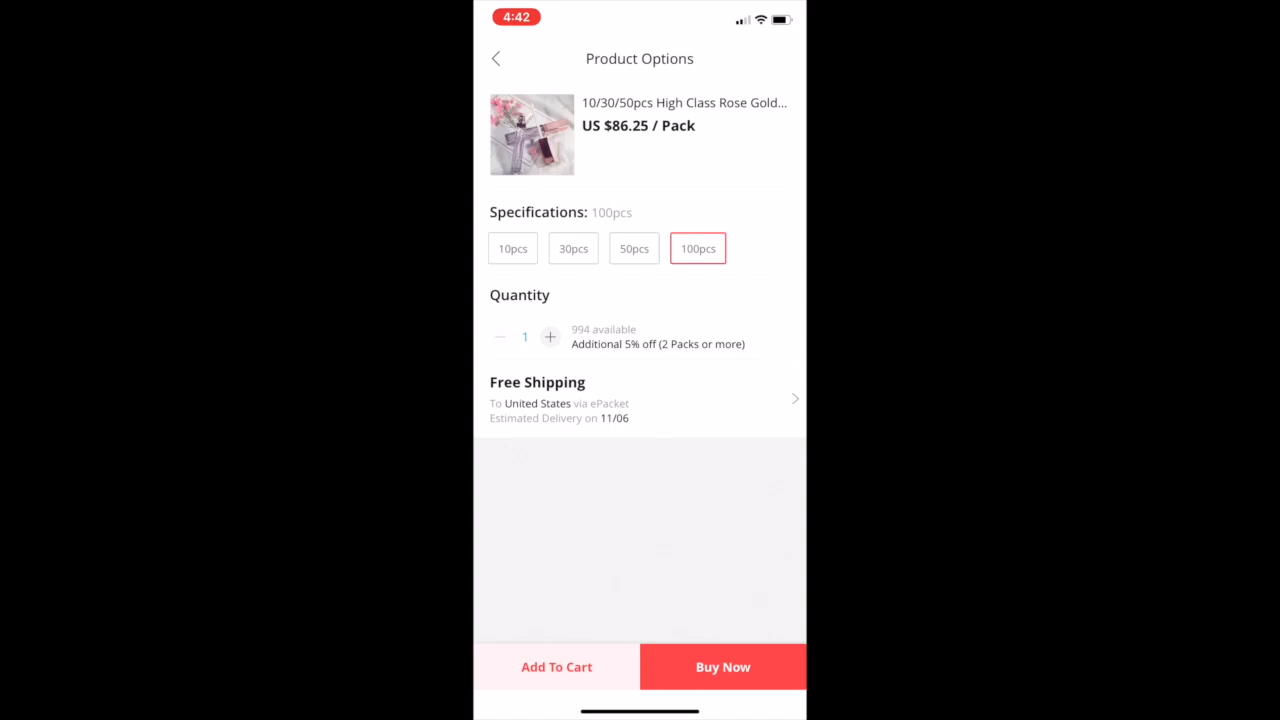 4:42
Product Options
10/30/50pcs High Class Rose Gold...
US $86.25 / Pack
Specifications: 100pcs
10pcs 30pcs 50pcs 100pcs
Quantity
1
994 available
Additional 5% off (2 Packs or more)
Free Shipping
To United States via ePacket
Estimated Delivery on 11/06
Add To Cart Buy Now